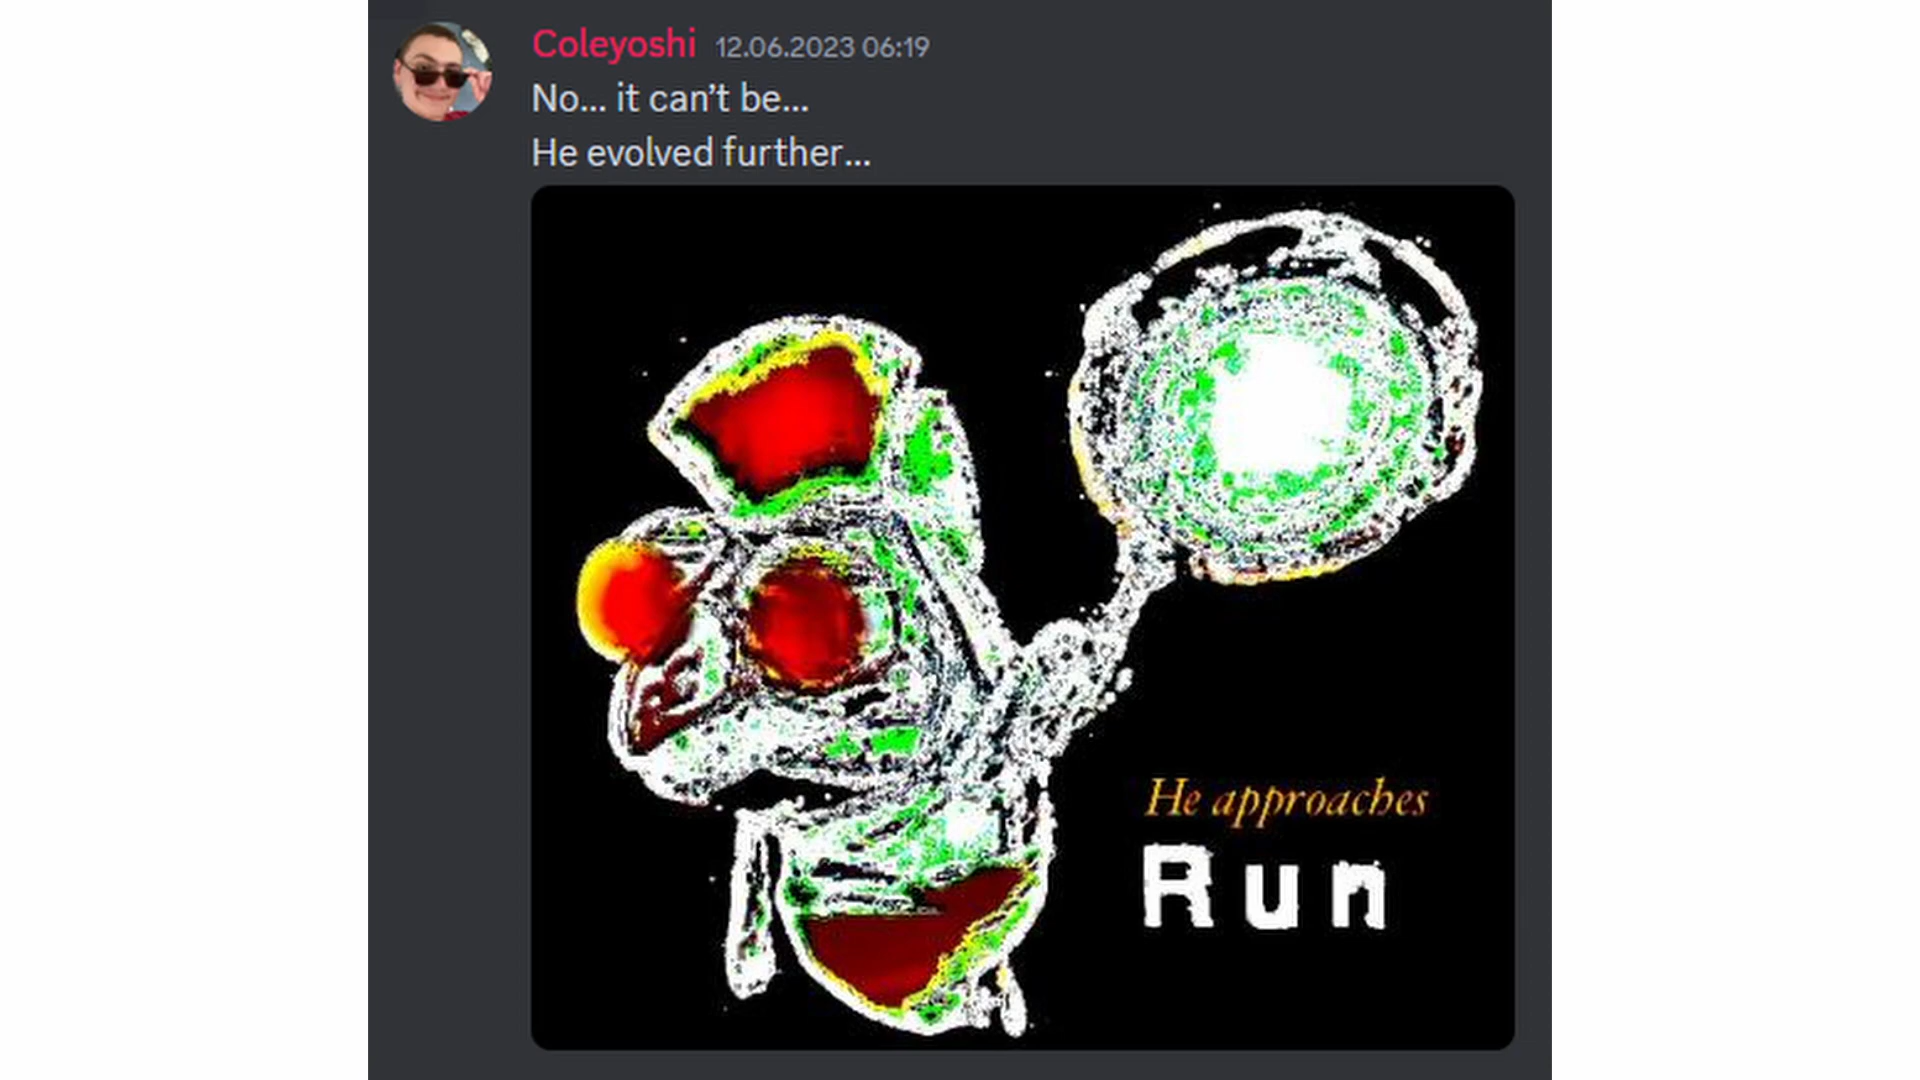 Coleyoshi 12.06.2023 06:19
No... it can't be...
He evolved further...
He approaches
Run